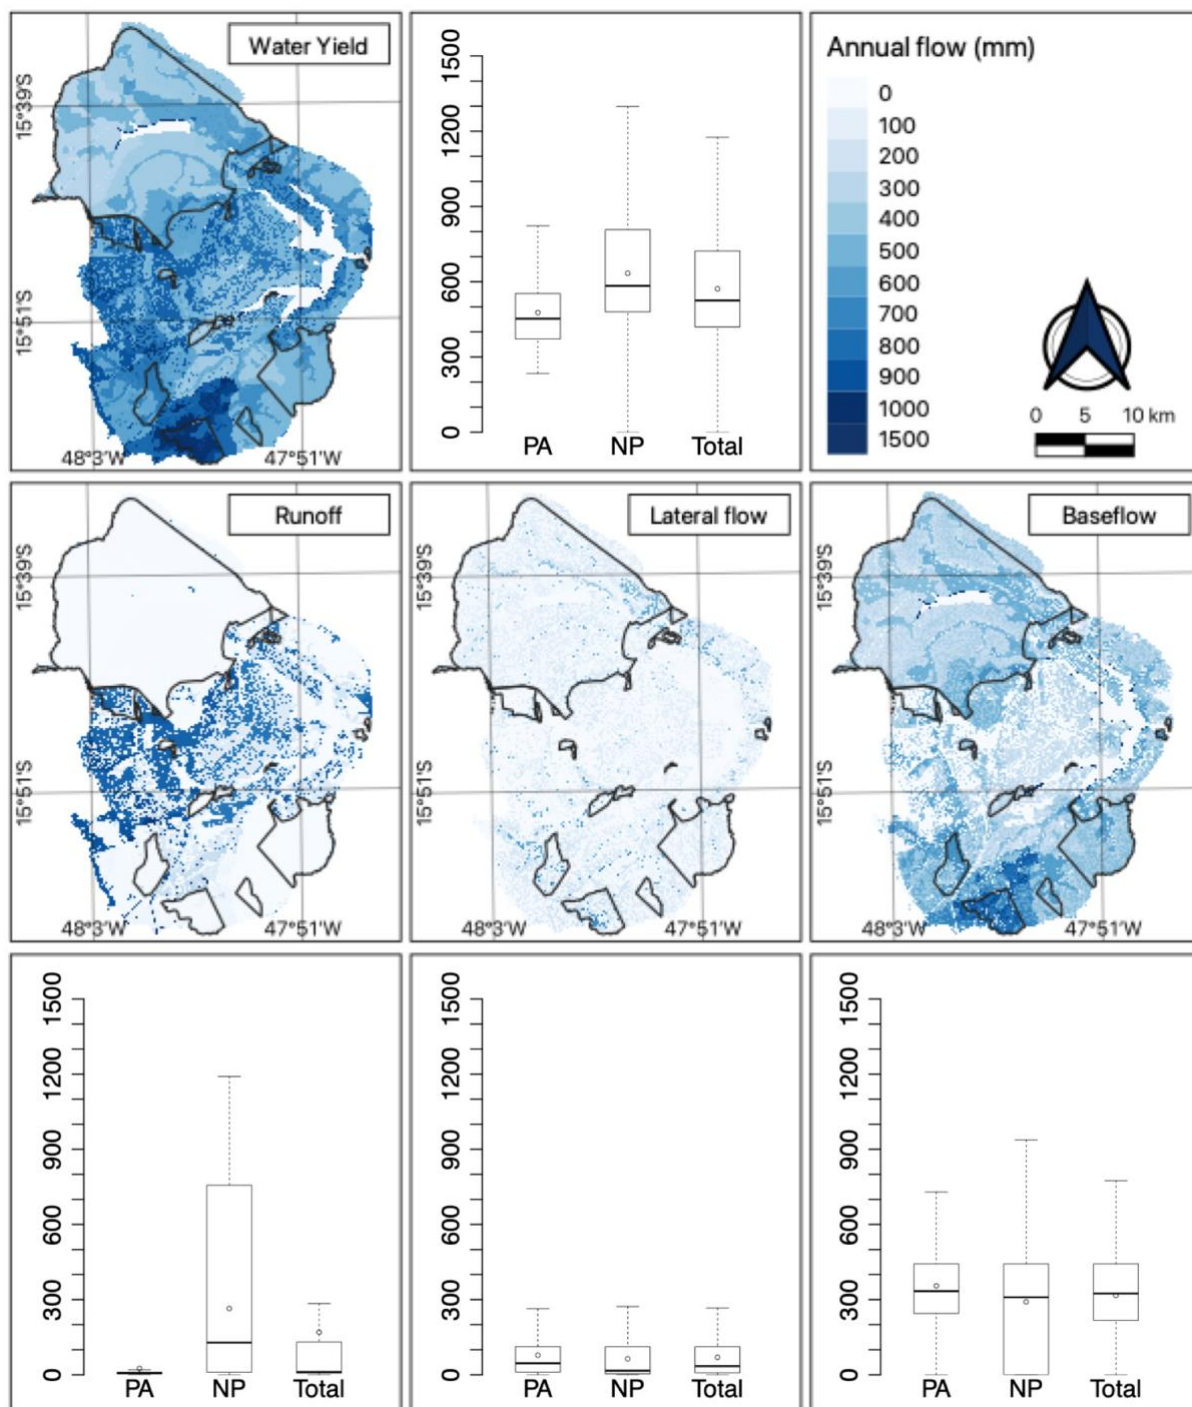 Water Yield
15°39'S
15°51'S
48°3'W 47°51'W
1500
1200
900
600
300
0
PA NP Total
Annual flow (mm)
0
100
200
300
400
500
600
700
800
900
1000
1500
0 5 10 km
Runoff
15°39'S
15°51'S
48°3'W 47°51'W
Lateral flow
15°39'S
15°51'S
48°3'W 47°51'W
Baseflow
15°39'S
15°51'S
48°3'W 47°51'W
1500
1200
900
600
300
0
PA NP Total
1500
1200
900
600
300
0
PA NP Total
1500
1200
900
600
300
0
PA NP Total